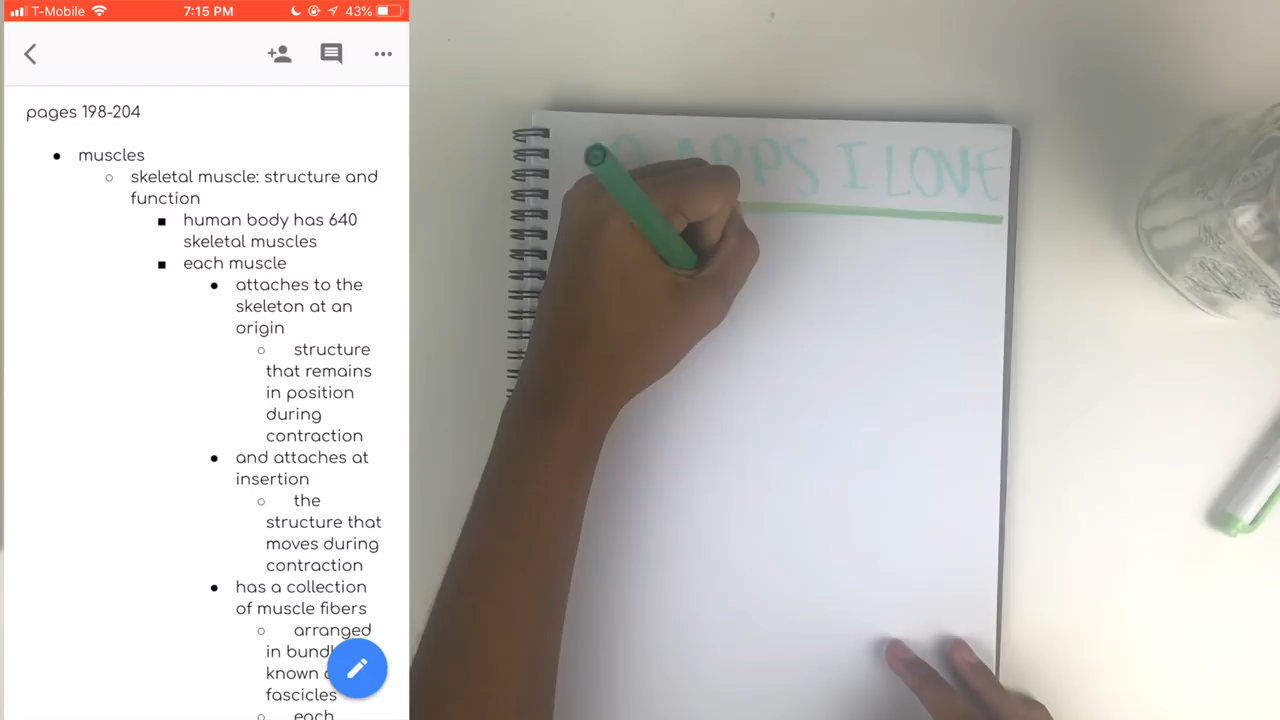 T-Mobile 7:15 PM 43%
pages 198-204
muscles
skeletal muscle: structure and
function
human body has 640
skeletal muscles
each muscle
attaches to the
skeleton at an
origin
structure
that remains
in position
during
contraction
and attaches at
insertion
the
structure that
moves during
contraction
has a collection
of muscle fibers
arranged
in
known
fascicles
each
APPS I LOVE